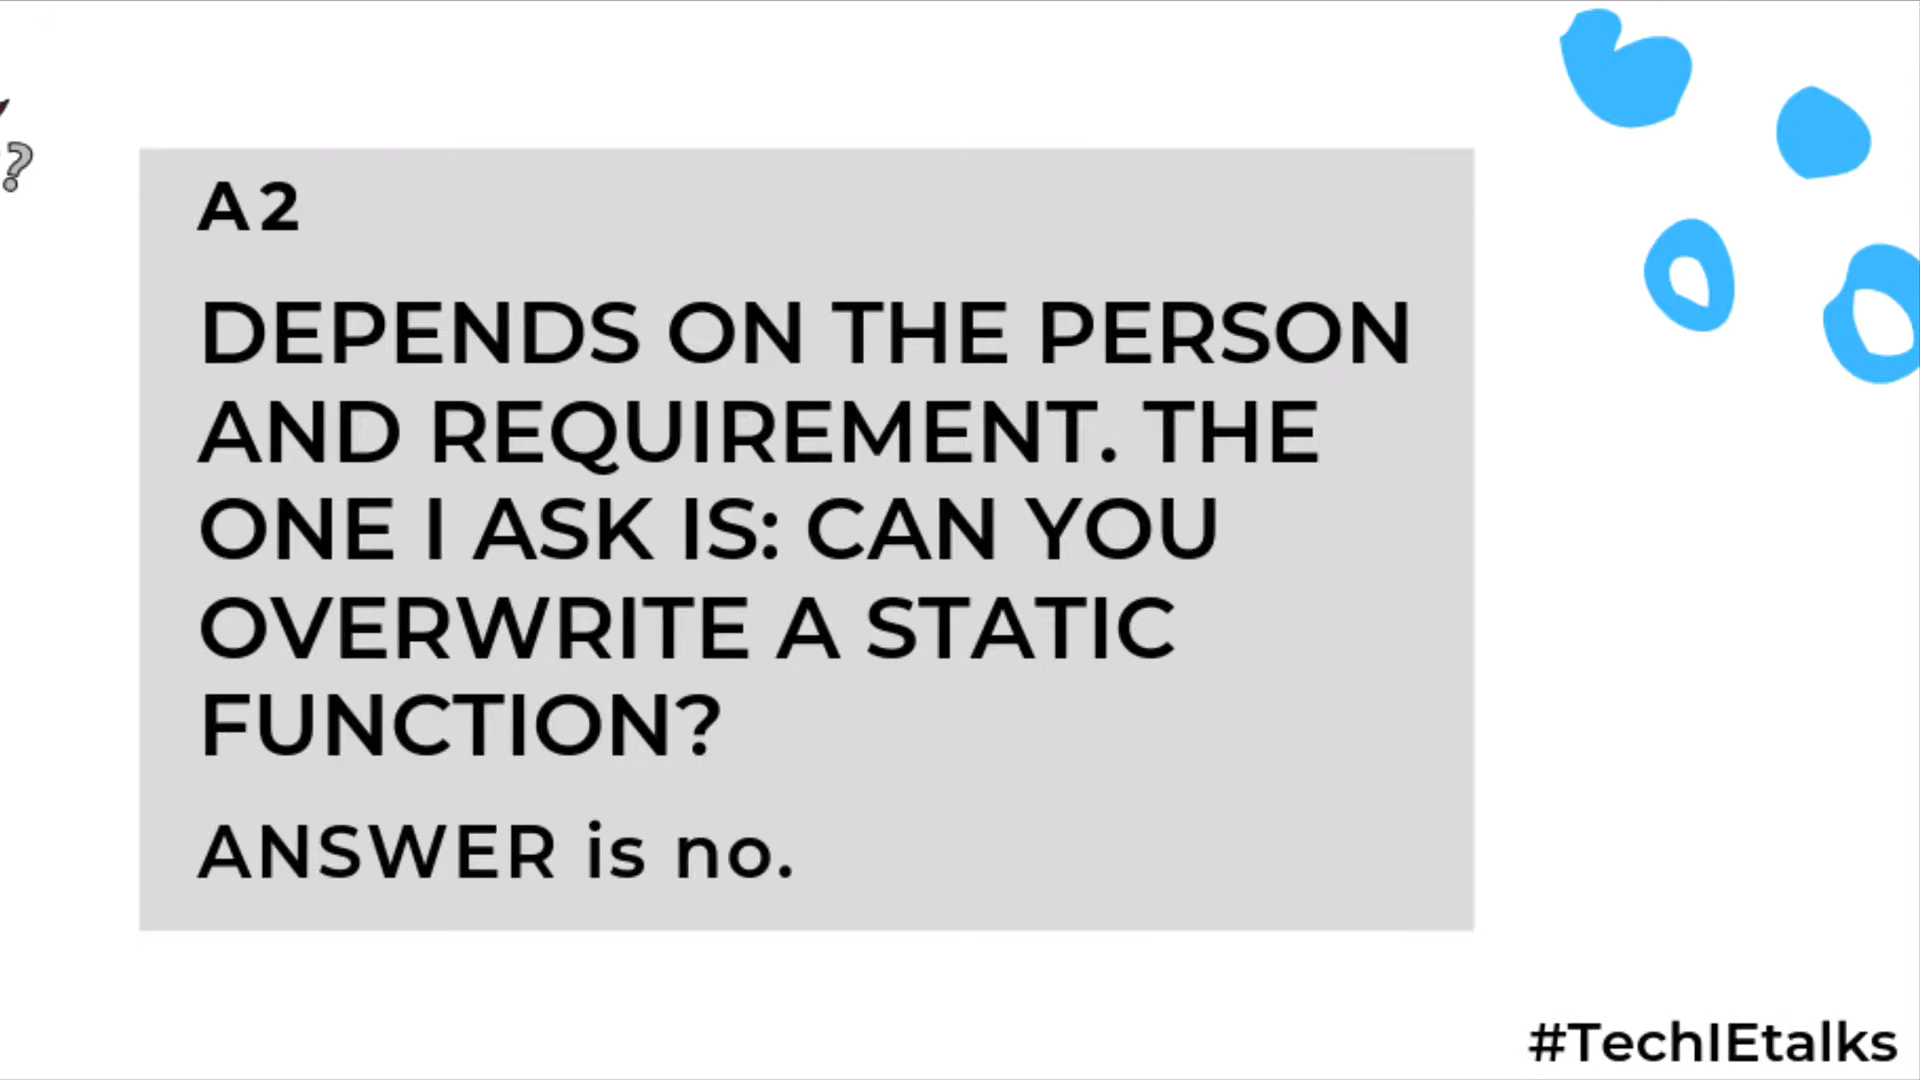 ?
A2
DEPENDS ON THE PERSON
AND REQUIREMENT. THE
ONE I ASK IS: CAN YOU
OVERWRITE A STATIC
FUNCTION?
ANSWER is no.
#TechIEtalks